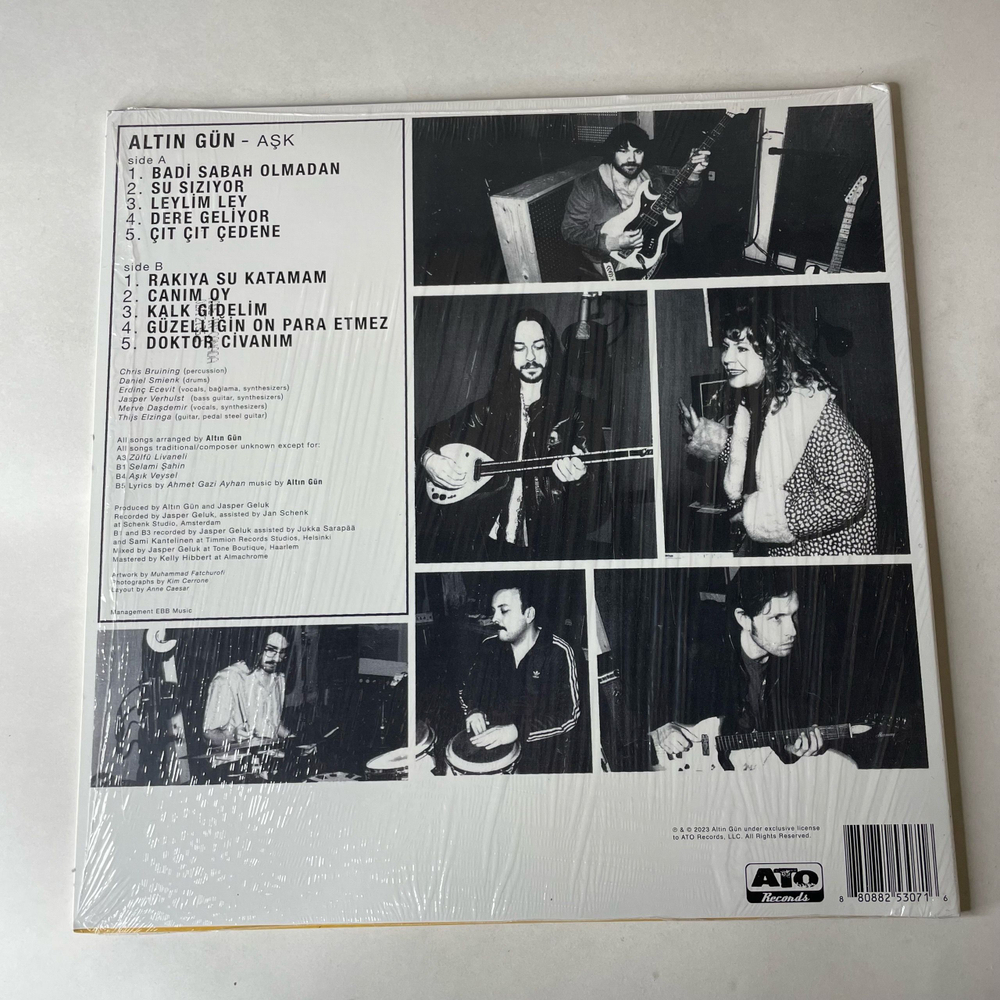 ALTIN GÜN - AŞK
side A
1. BADİ SABAH OLMADAN
2. SU SIZIYOR
3. LEYLİM LEY
4. DERE GELİYOR
5. ÇIT ÇIT ÇEDENE
side B
1. RAKIYA SU KATAMAM
2. CANIM OY
3. KALK GİDELİM
4. GÜZELLİĞİN ON PARA ETMEZ
5. DOKTOR CİVANIM
Chris Bruining (percussion)
Daniel Smienk (drums)
Erdinç Ecevit (vocals, bağlama, synthesizers)
Jasper Verhulst (bass guitar, synthesizers)
Merve Daşdemir (vocals, synthesizers)
Thijs Elzinga (guitar, pedal steel guitar)
All songs arranged by Altın Gün
All songs traditional/composer unknown except for:
A3 Zülfü Livaneli
B1 Selami Şahin
B4 Aşık Veysel
B5 Lyrics by Ahmet Gazi Ayhan music by Altın Gün
Produced by Altın Gün and Jasper Geluk
Recorded by Jasper Geluk, assisted by Jan Schenk
at Schenk Studio, Amsterdam
B1 and B3 recorded by Jasper Geluk assisted by Jukka Sarapää
and Sami Kantelinen at Timmion Records Studios, Helsinki
Mixed by Jasper Geluk at Tone Boutique, Haarlem
Mastered by Kelly Hibbert at Almachrome
Artwork by Muhammad Fatchurofi
Photographs by Kim Cerrone
Layout by Anne Caesar
Management EBB Music
℗ & © 2023 Altın Gün under exclusive license
to ATO Records, LLC. All Rights Reserved.
ATO
Records
8 80882 53071 6